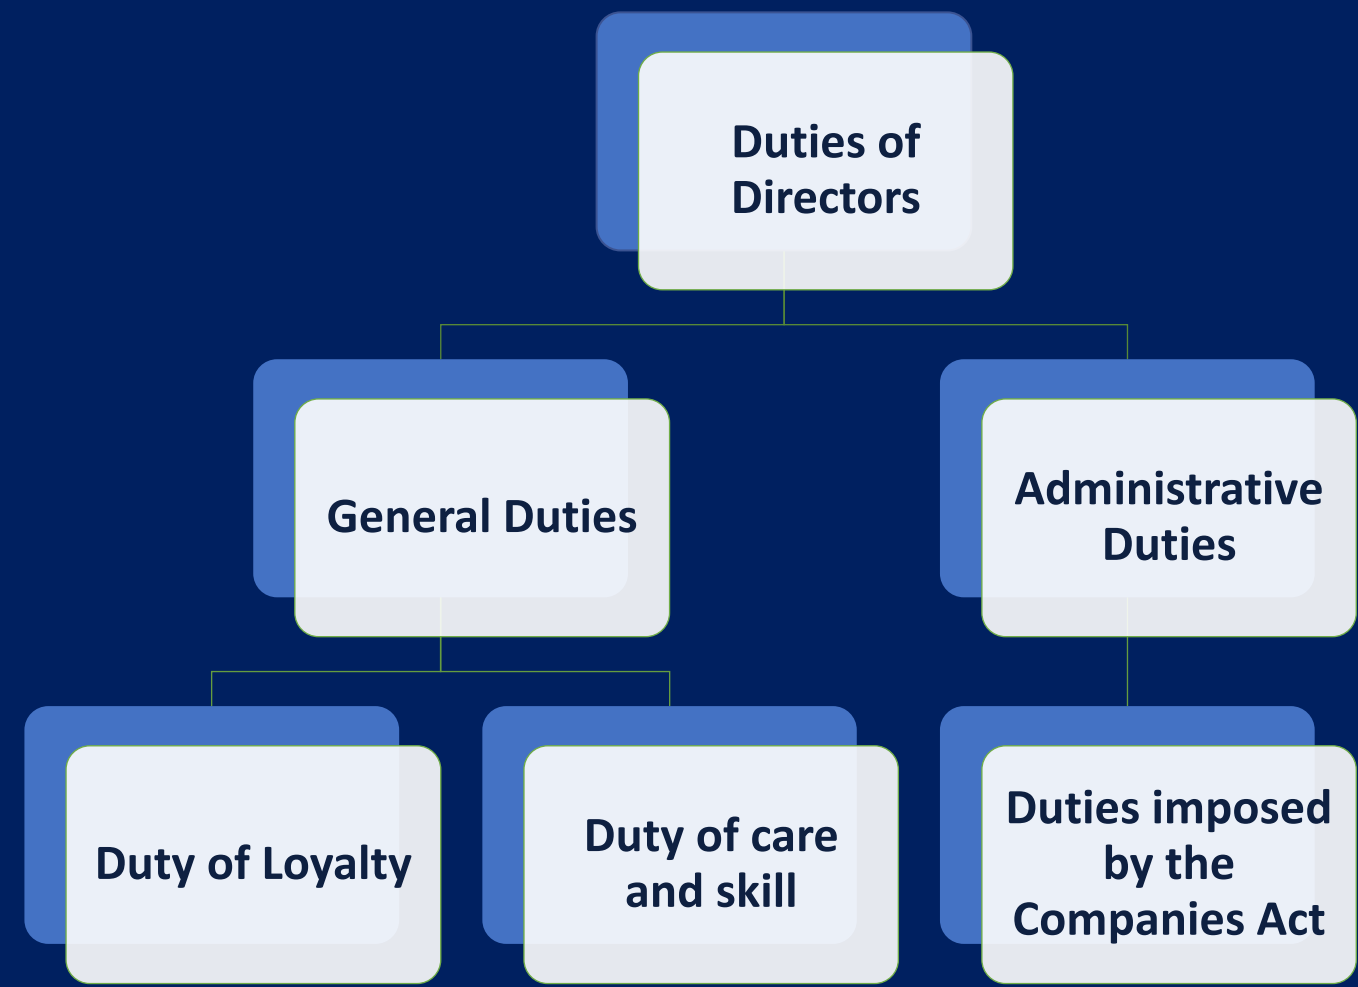 Duties of
Directors
General Duties
Administrative
Duties
Duty of Loyalty
Duty of care
and skill
Duties imposed
by the
Companies Act